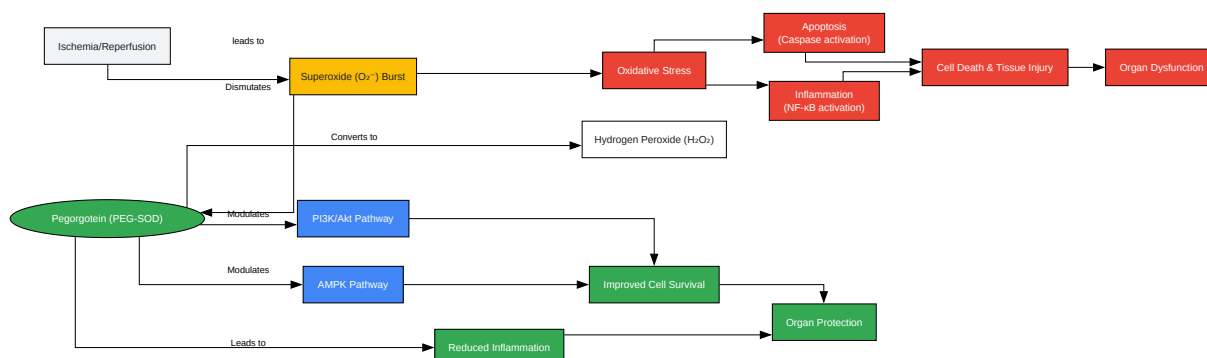 Ischemia/Reperfusion
leads to
Superoxide (O₂⁻) Burst
Dismutates
Oxidative Stress
Apoptosis
(Caspase activation)
Inflammation
(NF-κB activation)
Cell Death & Tissue Injury
Organ Dysfunction
Converts to
Hydrogen Peroxide (H₂O₂)
Pegorgotein (PEG-SOD)
Modulates
PI3K/Akt Pathway
Modulates
AMPK Pathway
Improved Cell Survival
Organ Protection
Leads to
Reduced Inflammation